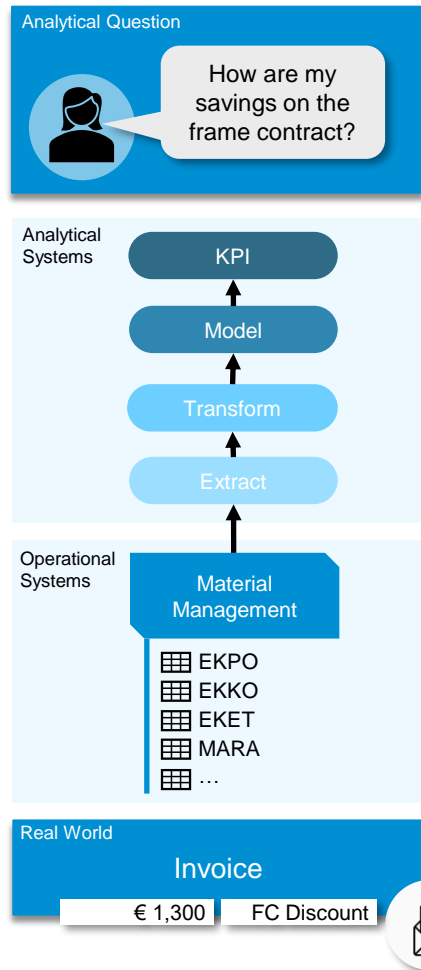 Analytical Question
How are my
savings on the
frame contract?
Analytical
Systems
KPI
Model
Transform
Extract
Operational
Systems
Material
Management
EKPO
EKKO
EKET
MARA
…
Real World
Invoice
€ 1,300
FC Discount